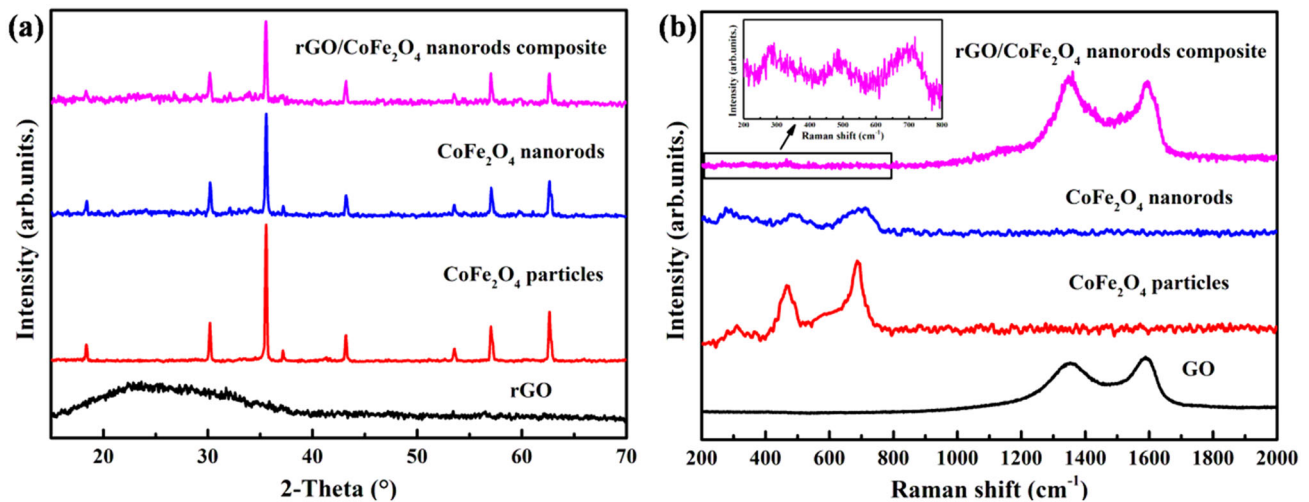 (a)
rGO/CoFe₂O₄ nanorods composite
CoFe₂O₄ nanorods
CoFe₂O₄ particles
rGO
Intensity (arb.units.)
20 30 40 50 60 70
2-Theta (°)
(b)
rGO/CoFe₂O₄ nanorods composite
Intensity (arb.units.)
200 300 400 500 600 700 800
Raman shift (cm⁻¹)
CoFe₂O₄ nanorods
CoFe₂O₄ particles
GO
Intensity (arb.units.)
200 400 600 800 1000 1200 1400 1600 1800 2000
Raman shift (cm⁻¹)